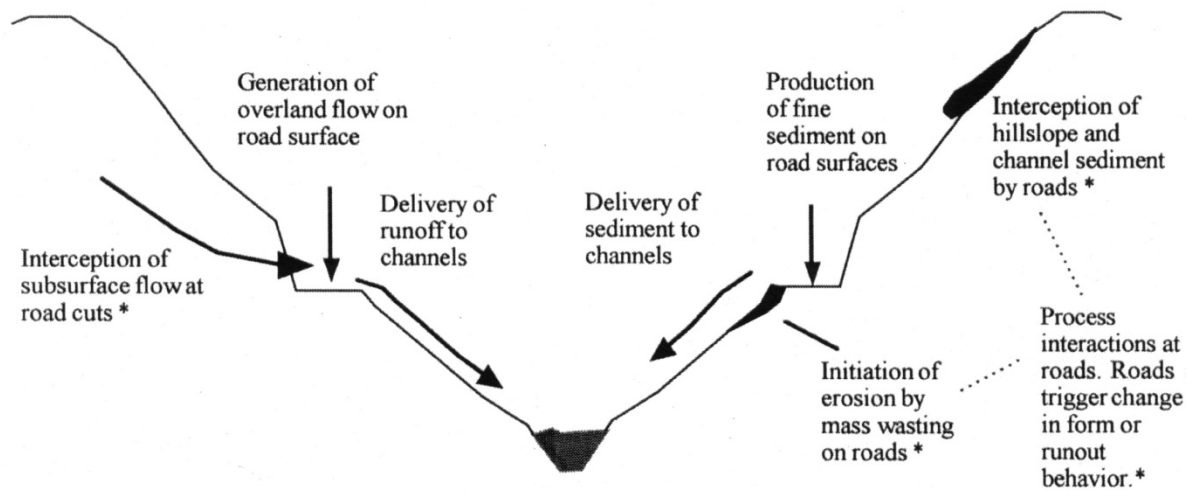 Generation of
overland flow on
road surface
Delivery of
runoff to
channels
Interception of
subsurface flow at
road cuts *
Production
of fine
sediment on
road surfaces
Delivery of
sediment to
channels
Interception of
hillslope and
channel sediment
by roads *
Initiation of
erosion by
mass wasting
on roads *
Process
interactions at
roads. Roads
trigger change
in form or
runout
behavior.*